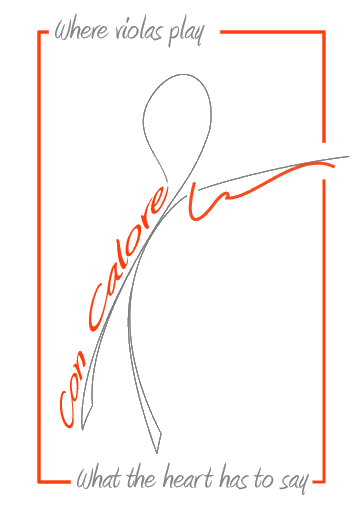 Where violas play
Con Calore
What the heart has to say